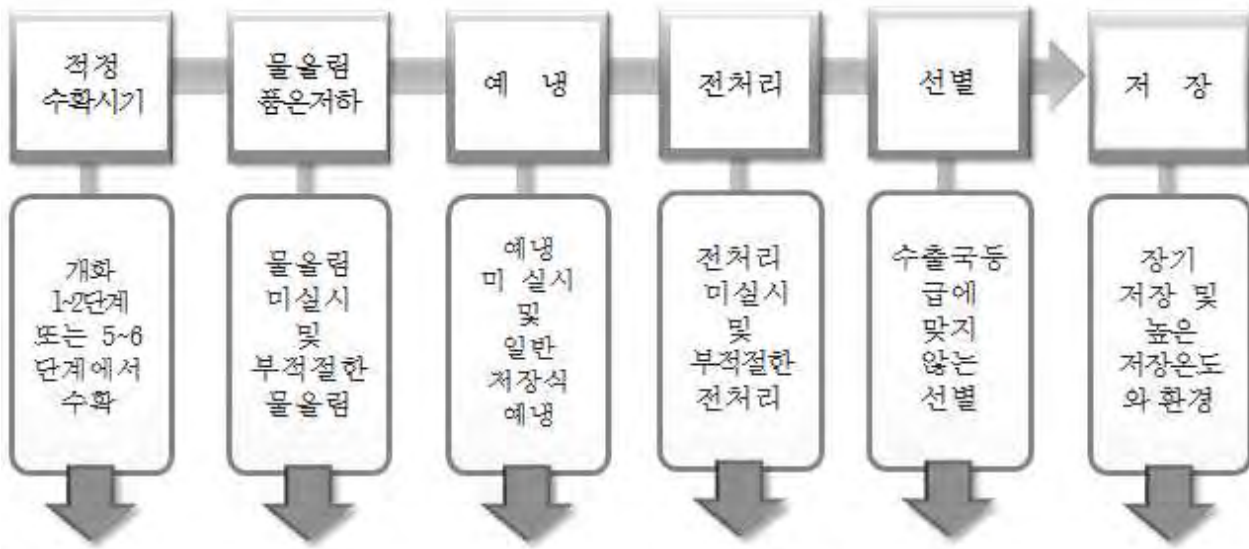 적정
수확시기
물올림
품온저하
예 냉
전처리
선별
저 장
개화
1~2단계
또는 5~6
단계에서
수확
물올림
미실시
및
부적절한
물올림
예냉
미 실시
및
일반
저장식
예냉
전처리
미실시
및
부적절한
전처리
수출국등
급에
맞지
않는
선별
장기
저장 및
높은
저장온도
와 환경